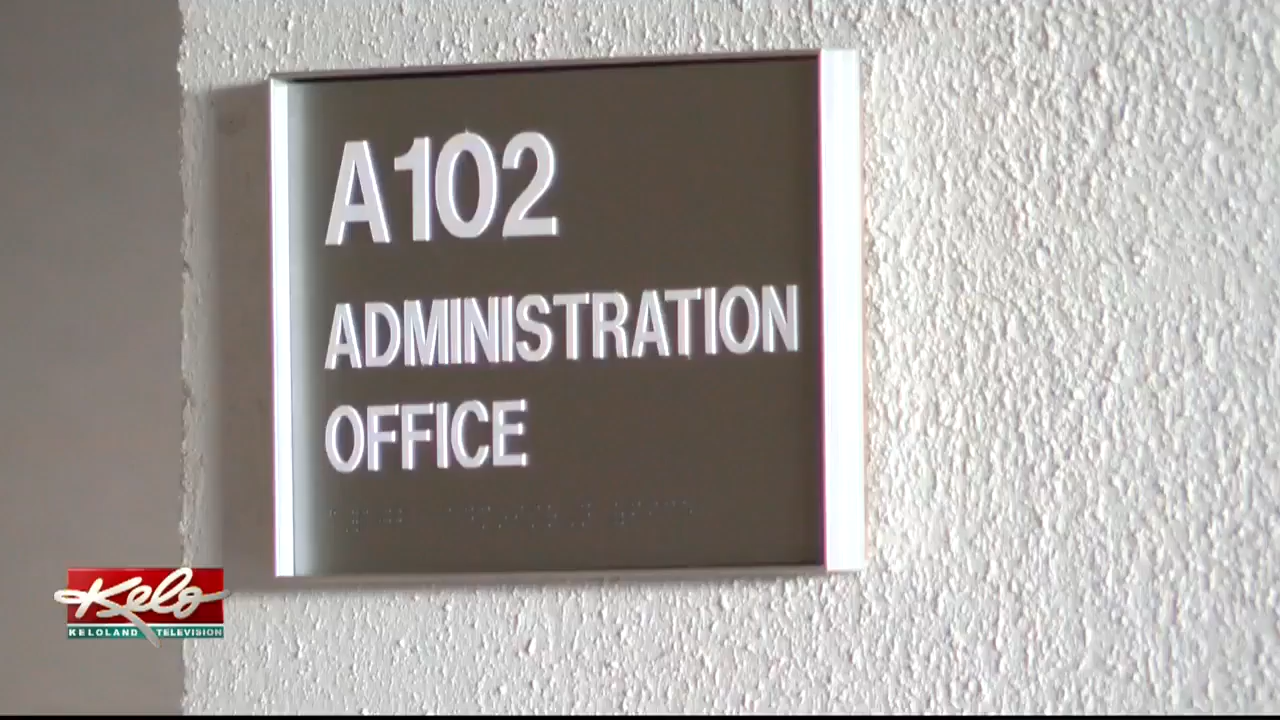 A102
ADMINISTRATION
OFFICE
Kelo
KELOLAND TELEVISION